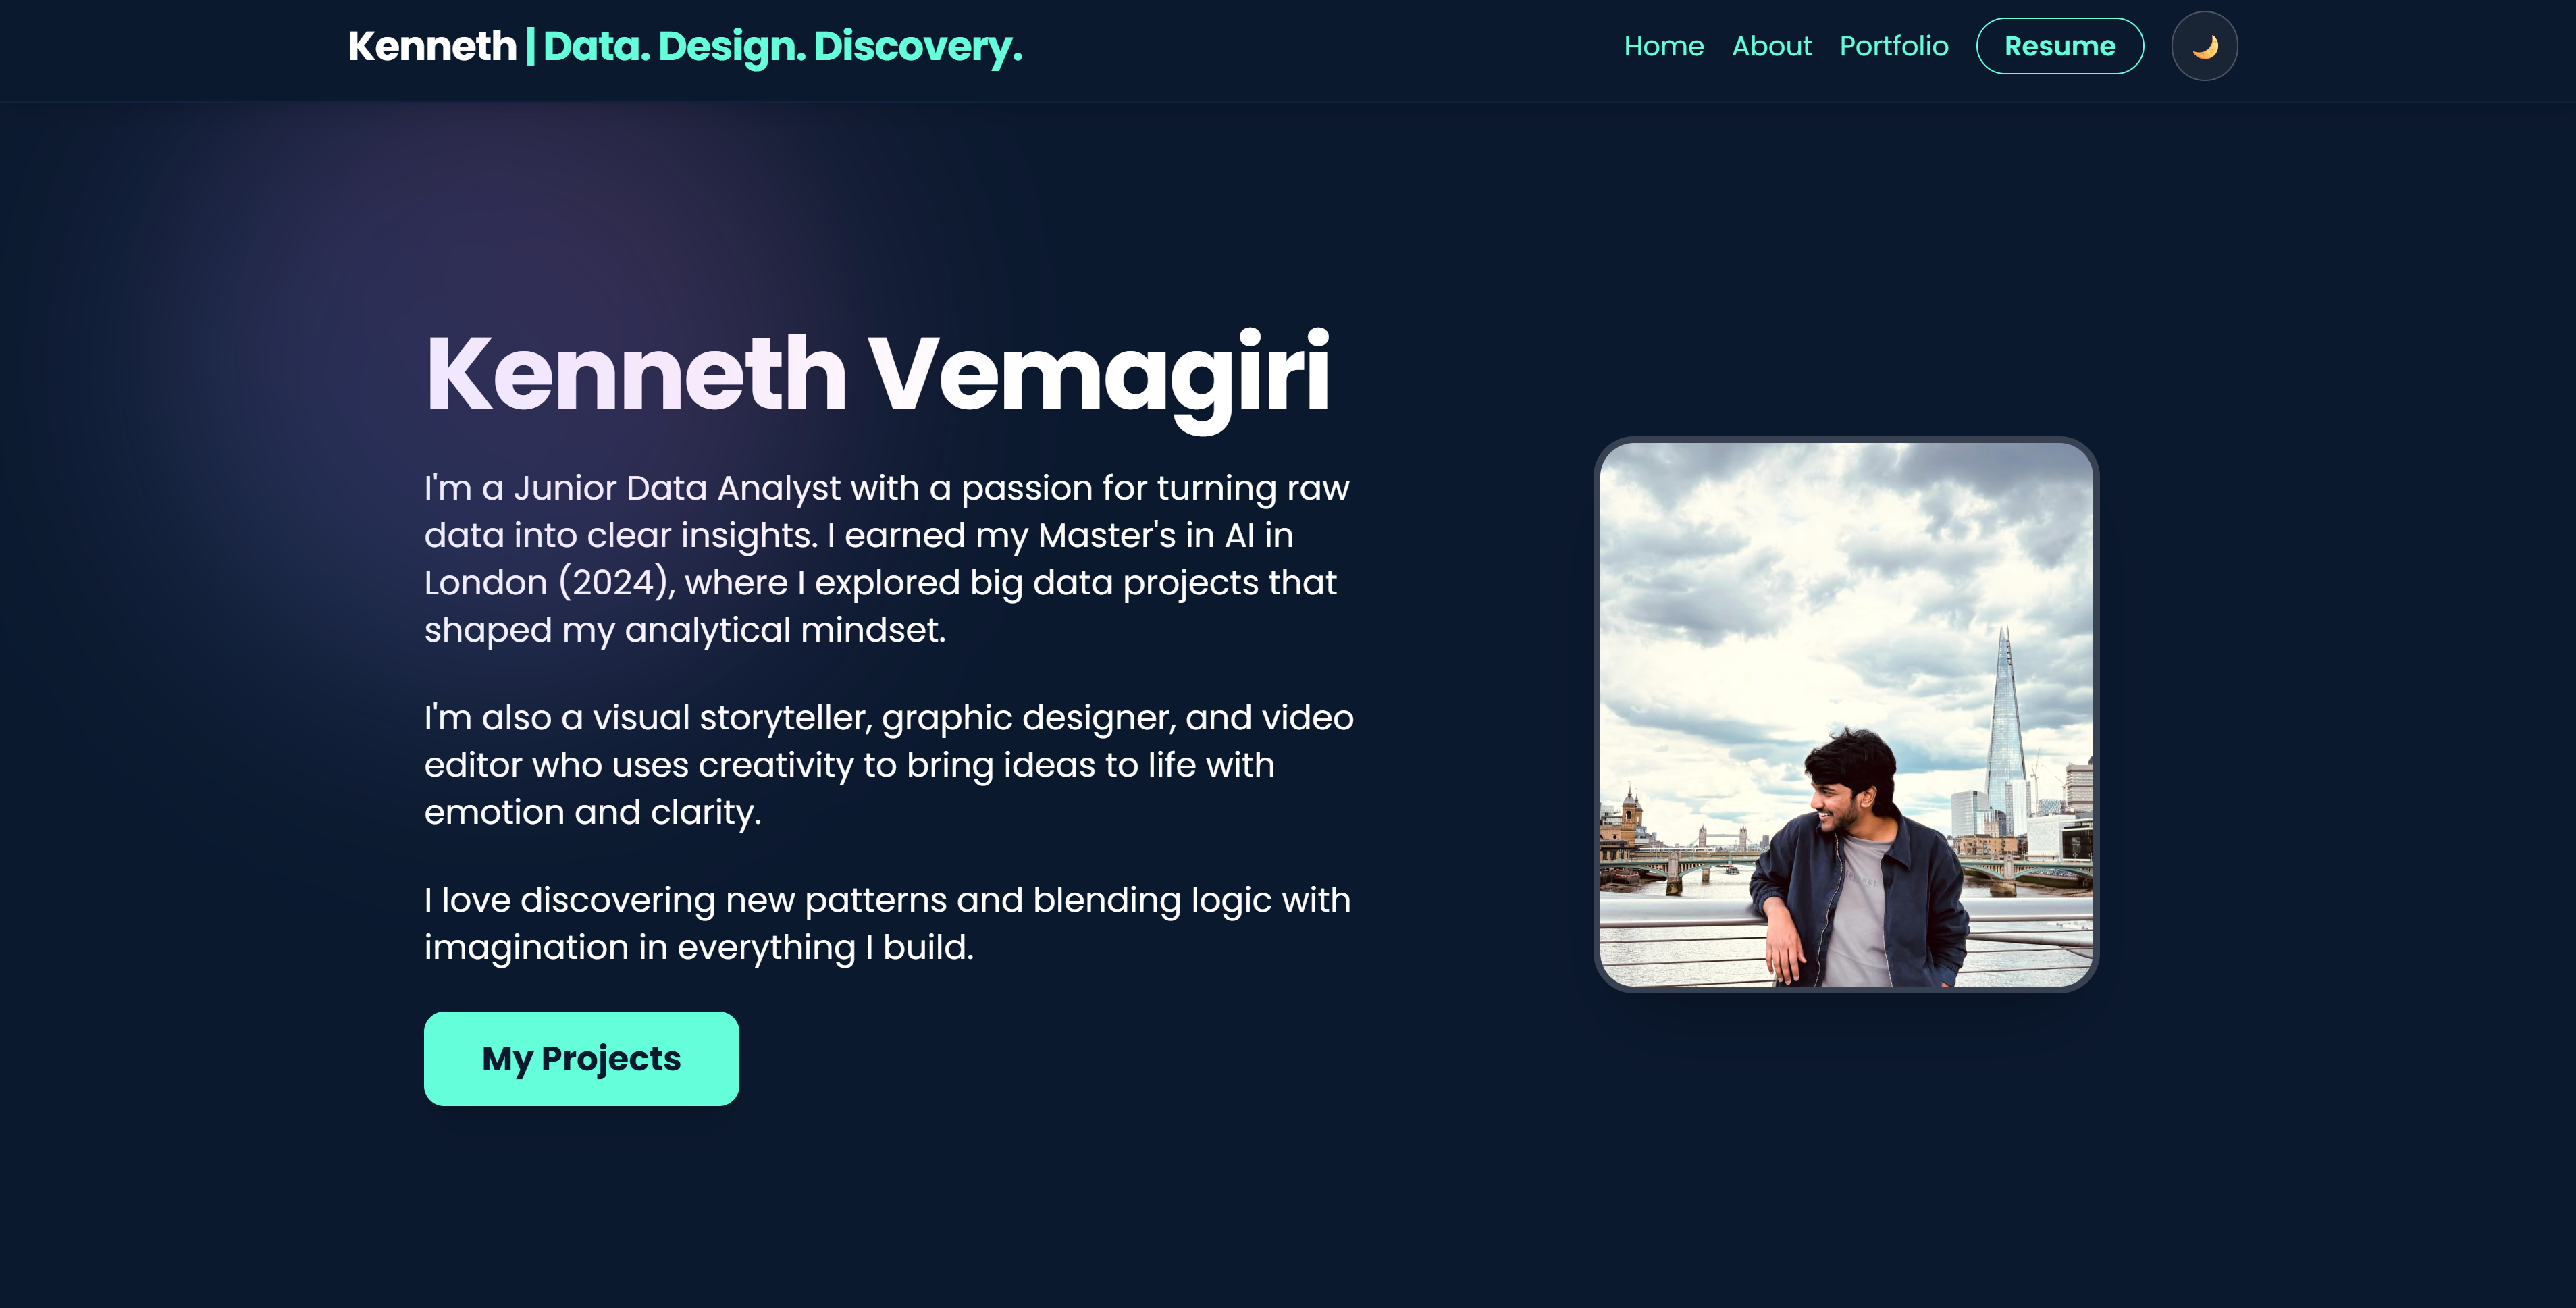 Kenneth | Data. Design. Discovery.
Home About Portfolio Resume
Kenneth Vemagiri
I'm a Junior Data Analyst with a passion for turning raw
data into clear insights. I earned my Master's in AI in
London (2024), where I explored big data projects that
shaped my analytical mindset.
I'm also a visual storyteller, graphic designer, and video
editor who uses creativity to bring ideas to life with
emotion and clarity.
I love discovering new patterns and blending logic with
imagination in everything I build.
My Projects